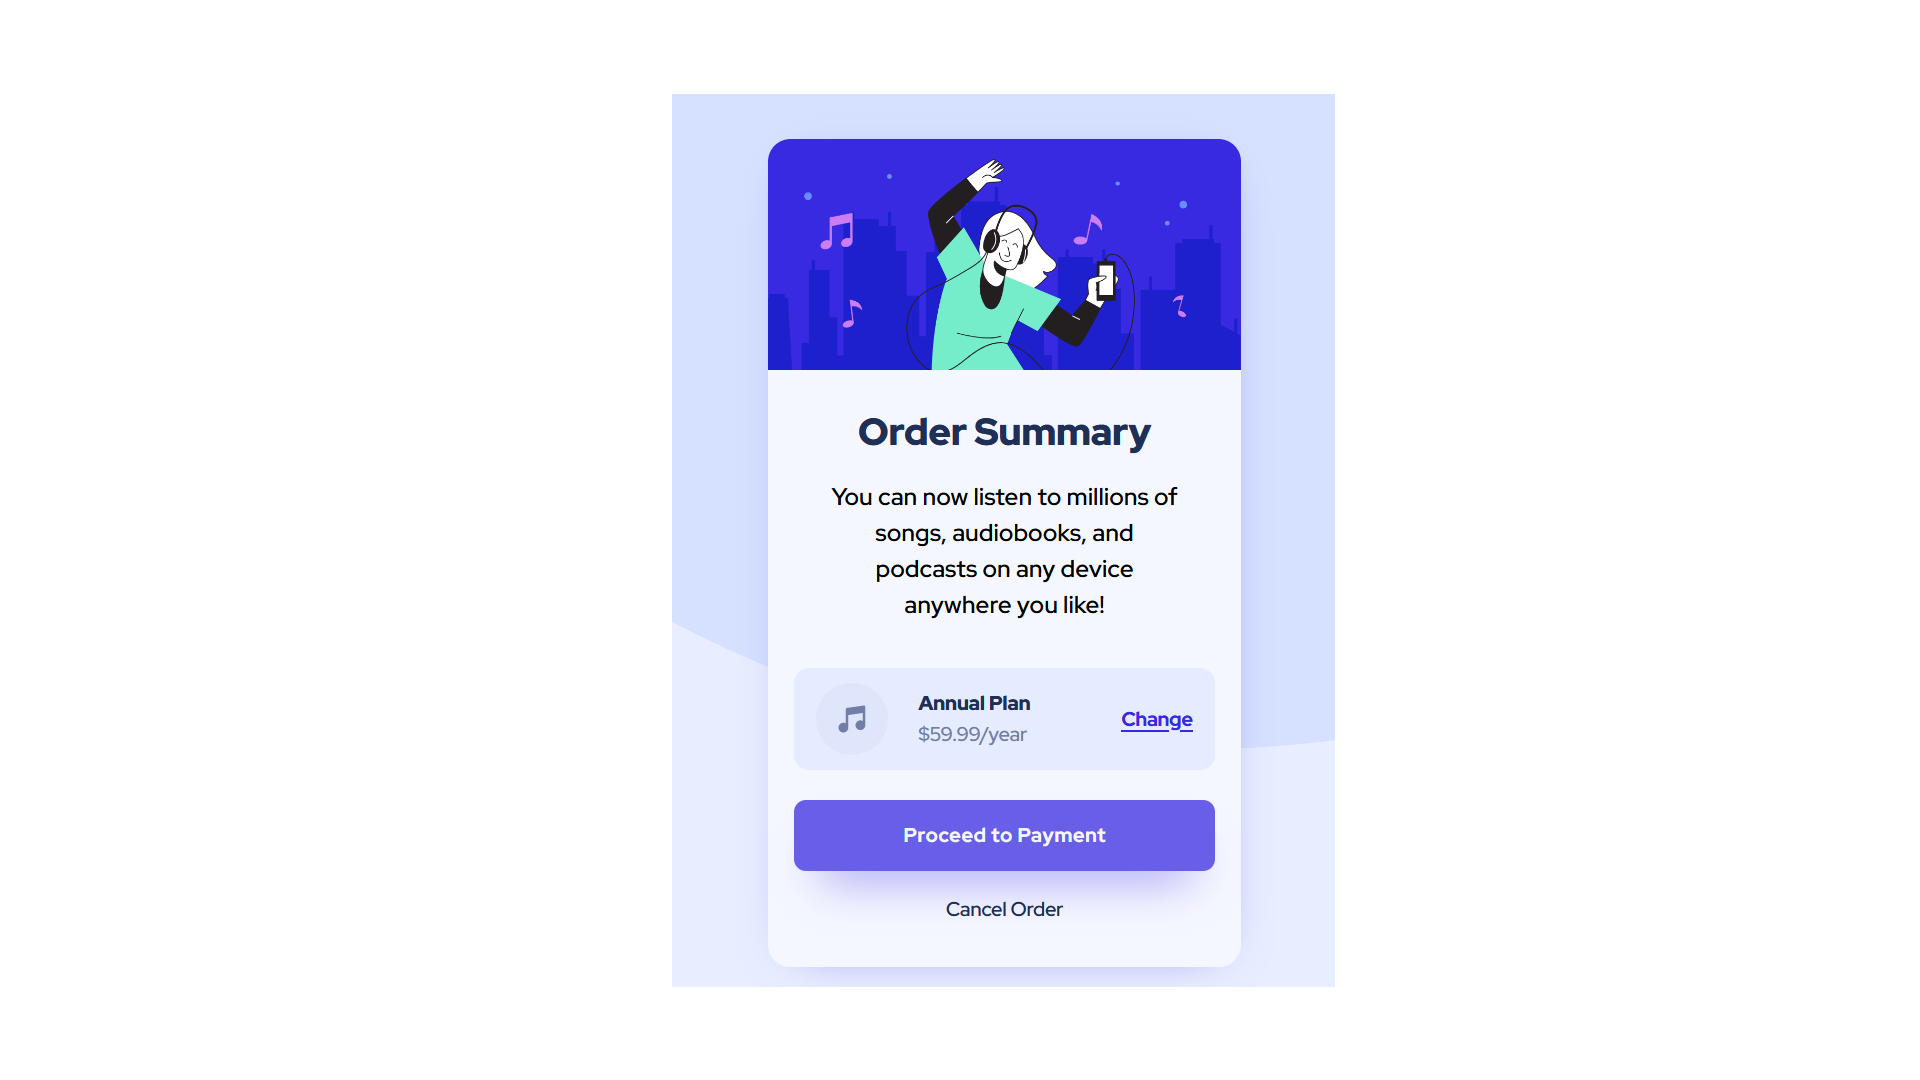 Order Summary
You can now listen to millions of
songs, audiobooks, and
podcasts on any device
anywhere you like!
Annual Plan
$59.99/year
Change
Proceed to Payment
Cancel Order